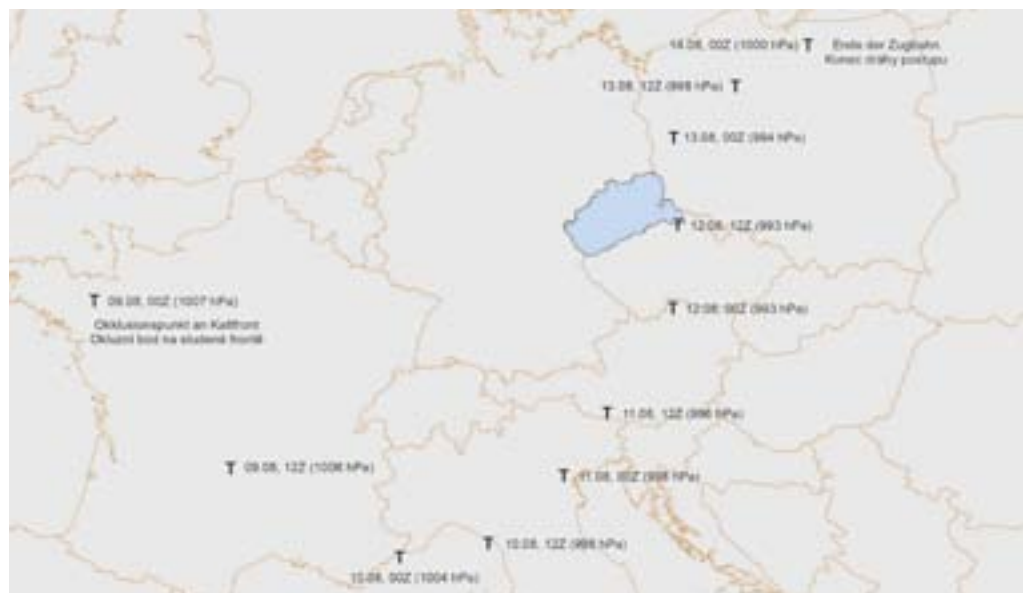 14.08, 00Z (1000 hPa) T
Ende der Zugbahn
Konec dráhy postupu
13.08, 12Z (998 hPa) T
T 13.08, 00Z (994 hPa)
T 12.08, 12Z (993 hPa)
T 09.08, 00Z (1007 hPa)
Okklusionspunkt an Kaltfront
Okluzní bod na studené frontě
T 12.08, 00Z (993 hPa)
T 11.08, 12Z (996 hPa)
T 09.08, 12Z (1006 hPa)
T 11.08, 00Z
T 10.08, 12Z (998 hPa)
T
10.08, 00Z (1004 hPa)